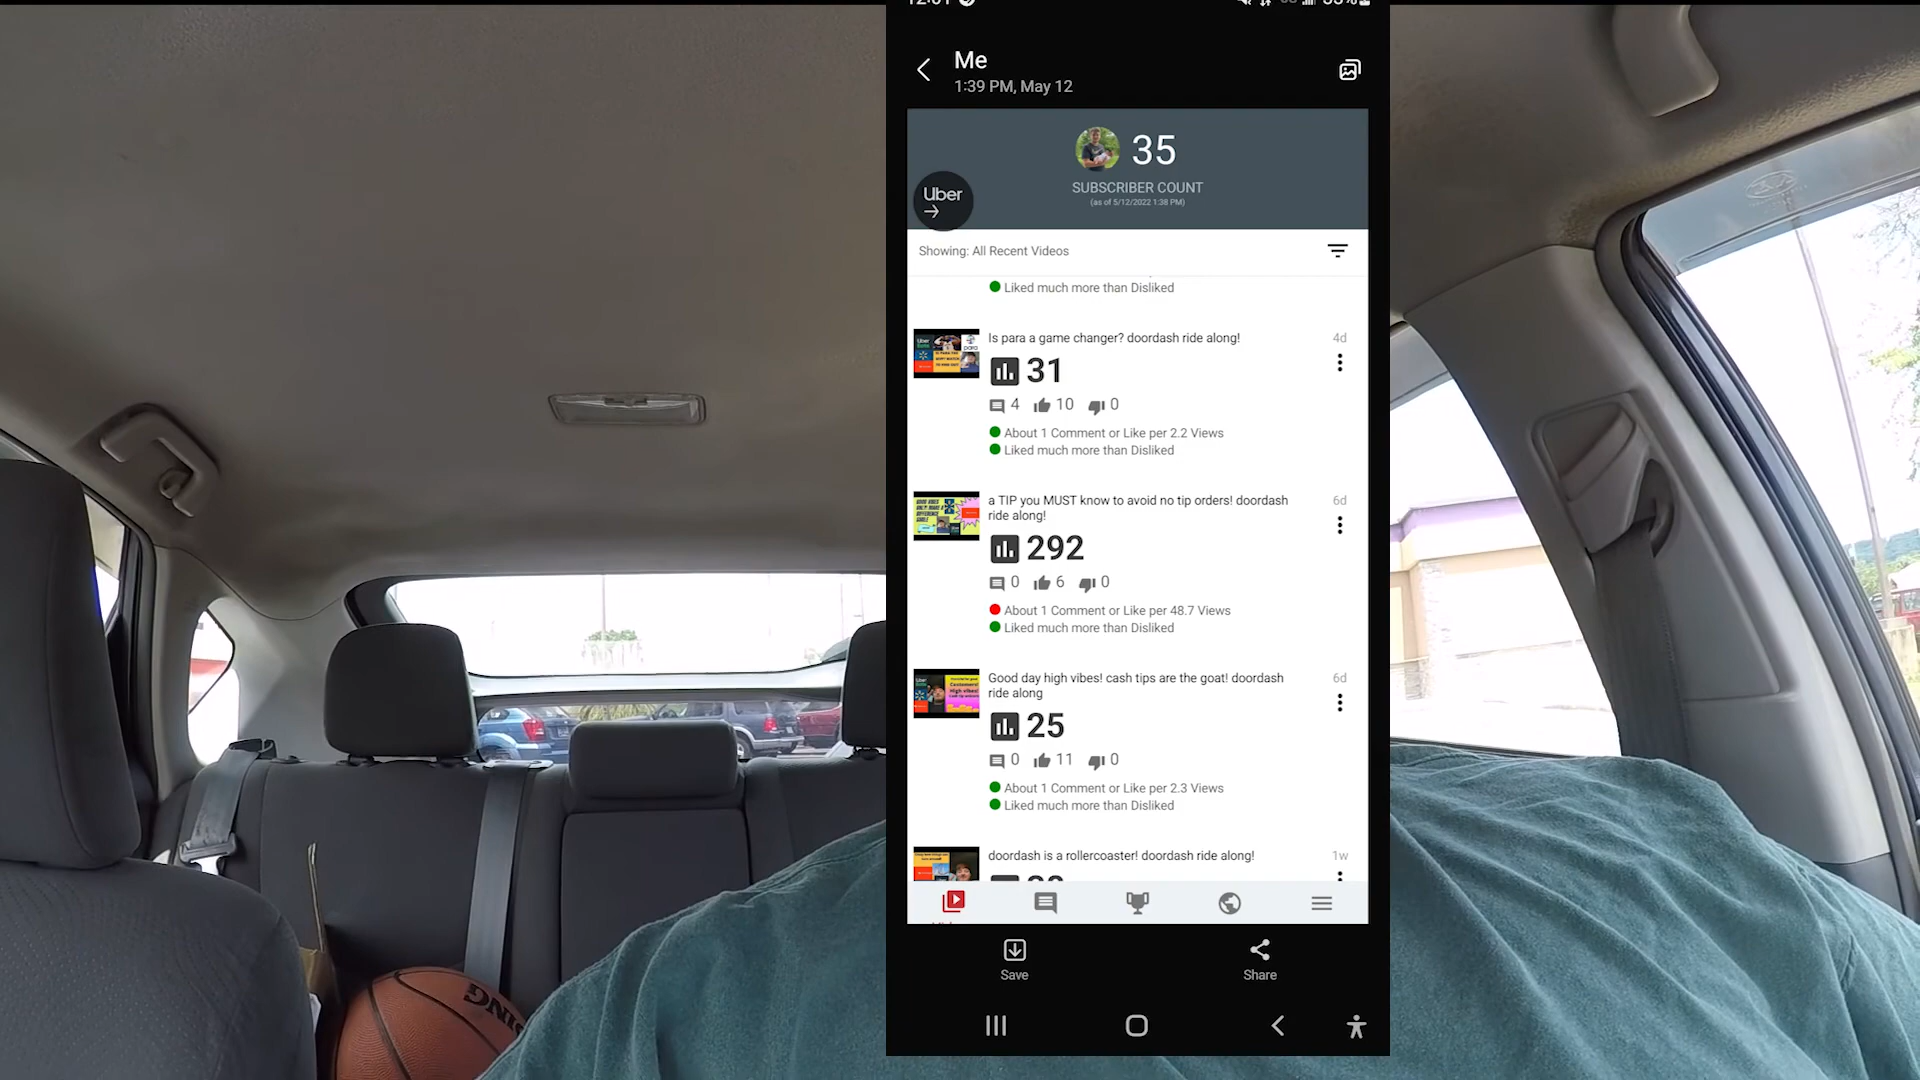 Me
1:39 PM, May 12
35
SUBSCRIBER COUNT
(as of 5/12/2022 1:38 PM)
Uber
Showing: All Recent Videos
Liked much more than Disliked
Is para a game changer? doordash ride along!
4d
31
4 10 0
About 1 Comment or Like per 2.2 Views
Liked much more than Disliked
a TIP you MUST know to avoid no tip orders! doordash
ride along!
6d
292
0 6 0
About 1 Comment or Like per 48.7 Views
Liked much more than Disliked
Good day high vibes! cash tips are the goat! doordash
ride along
6d
25
0 11 0
About 1 Comment or Like per 2.3 Views
Liked much more than Disliked
doordash is a rollercoaster! doordash ride along!
1w
Save
Share